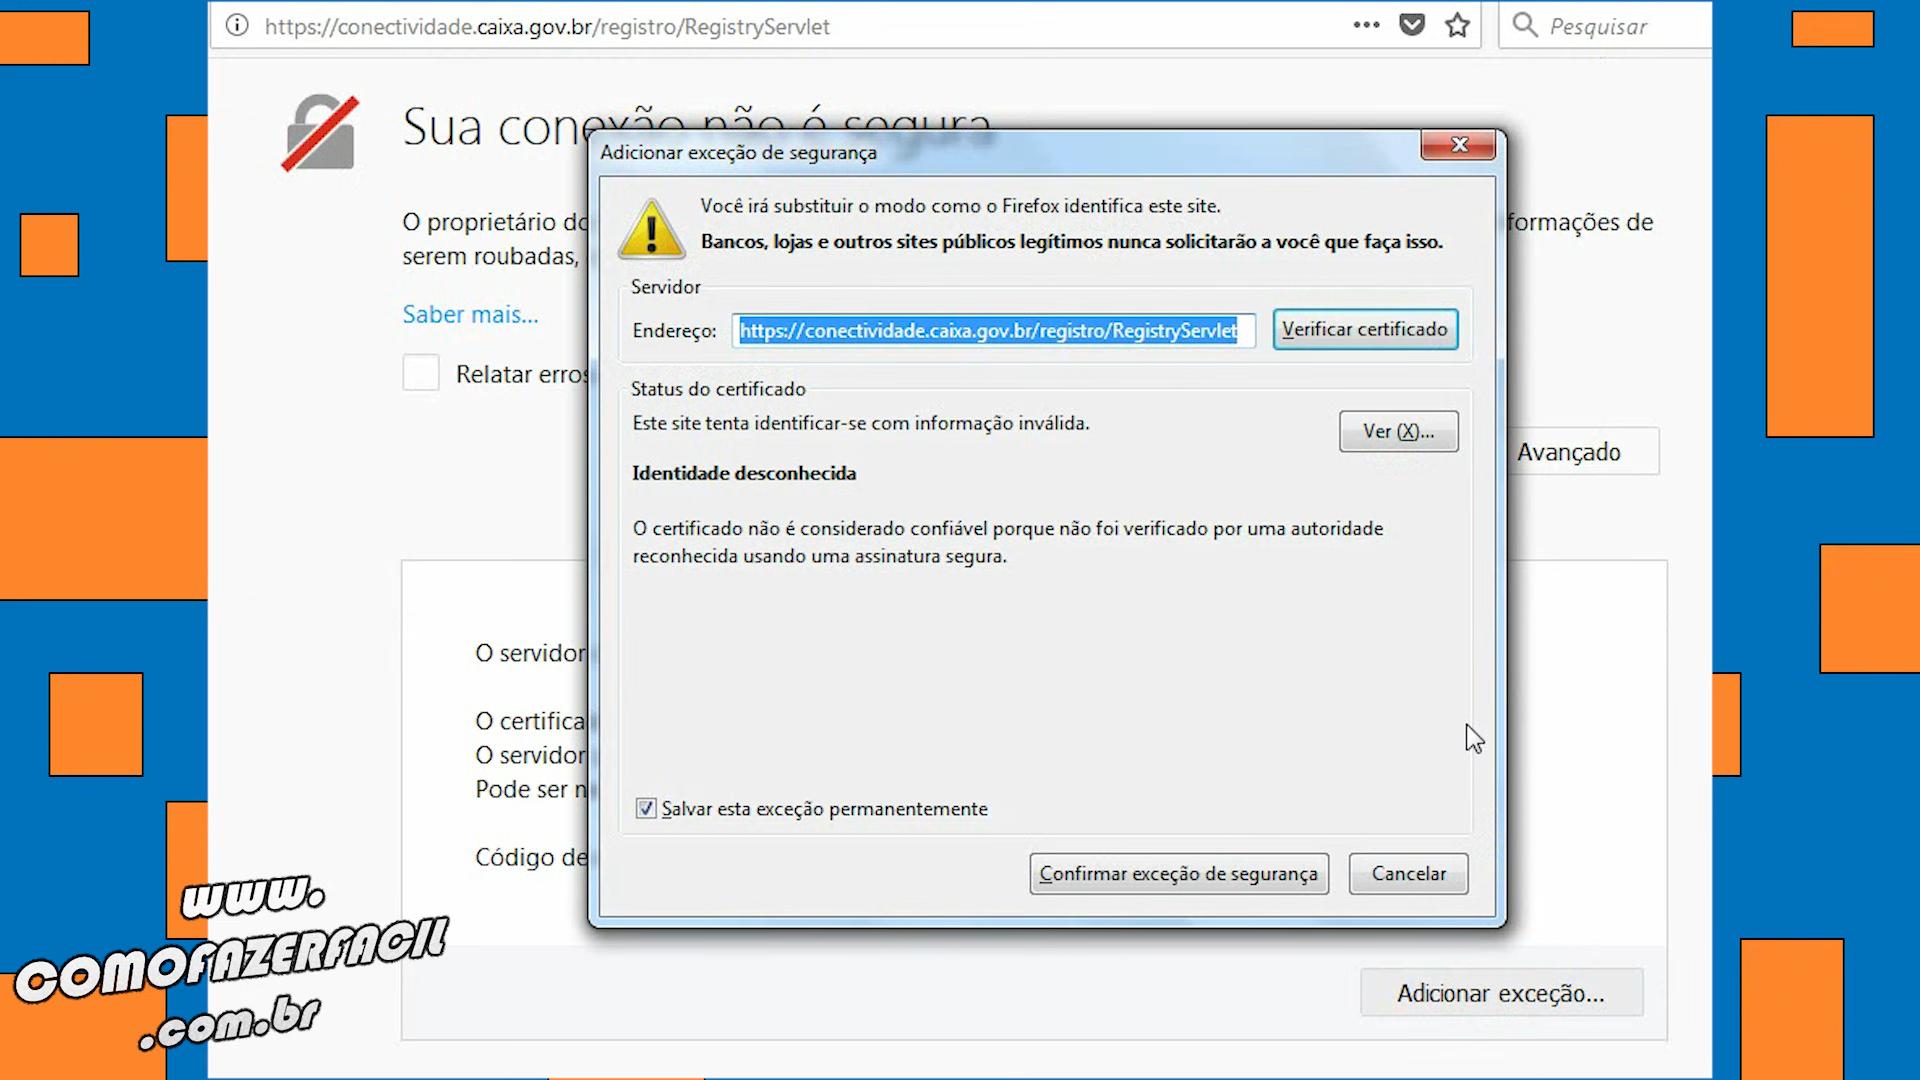 https://conectividade.caixa.gov.br/registro/RegistryServlet
Pesquisar
Sua conexão não é segura
Adicionar exceção de segurança
Você irá substituir o modo como o Firefox identifica este site.
Bancos, lojas e outros sites públicos legítimos nunca solicitarão a você que faça isso.
O proprietário do
formações de
serem roubadas,
Saber mais...
Servidor
Endereço: https://conectividade.caixa.gov.br/registro/RegistryServlet Verificar certificado
Relatar erros
Status do certificado
Este site tenta identificar-se com informação inválida.
Ver (X)...
Avançado
Identidade desconhecida
O certificado não é considerado confiável porque não foi verificado por uma autoridade
reconhecida usando uma assinatura segura.
O servidor
O certifica
O servidor
Pode ser n
Salvar esta exceção permanentemente
Código de
Confirmar exceção de segurança Cancelar
Adicionar exceção...
www.
COMOFAZERFACIL
.com.br